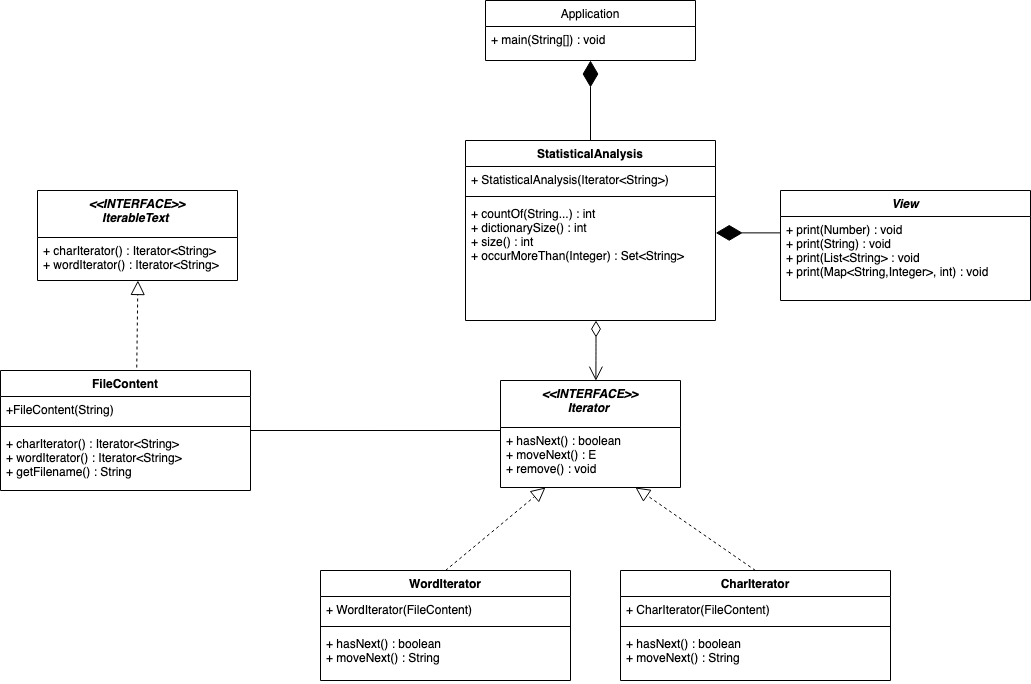 Application
+ main(String[]) : void
StatisticalAnalysis
+ StatisticalAnalysis(Iterator<String>)
+ countOf(String...) : int
+ dictionarySize() : int
+ size() : int
+ occurMoreThan(Integer) : Set<String>
<<INTERFACE>>
IterableText
+ charIterator() : Iterator<String>
+ wordIterator() : Iterator<String>
View
+ print(Number) : void
+ print(String) : void
+ print(List<String> : void
+ print(Map<String,Integer>, int) : void
FileContent
+FileContent(String)
+ charIterator() : Iterator<String>
+ wordIterator() : Iterator<String>
+ getFilename() : String
<<INTERFACE>>
Iterator
+ hasNext() : boolean
+ moveNext() : E
+ remove() : void
WordIterator
+ WordIterator(FileContent)
+ hasNext() : boolean
+ moveNext() : String
CharIterator
+ CharIterator(FileContent)
+ hasNext() : boolean
+ moveNext() : String